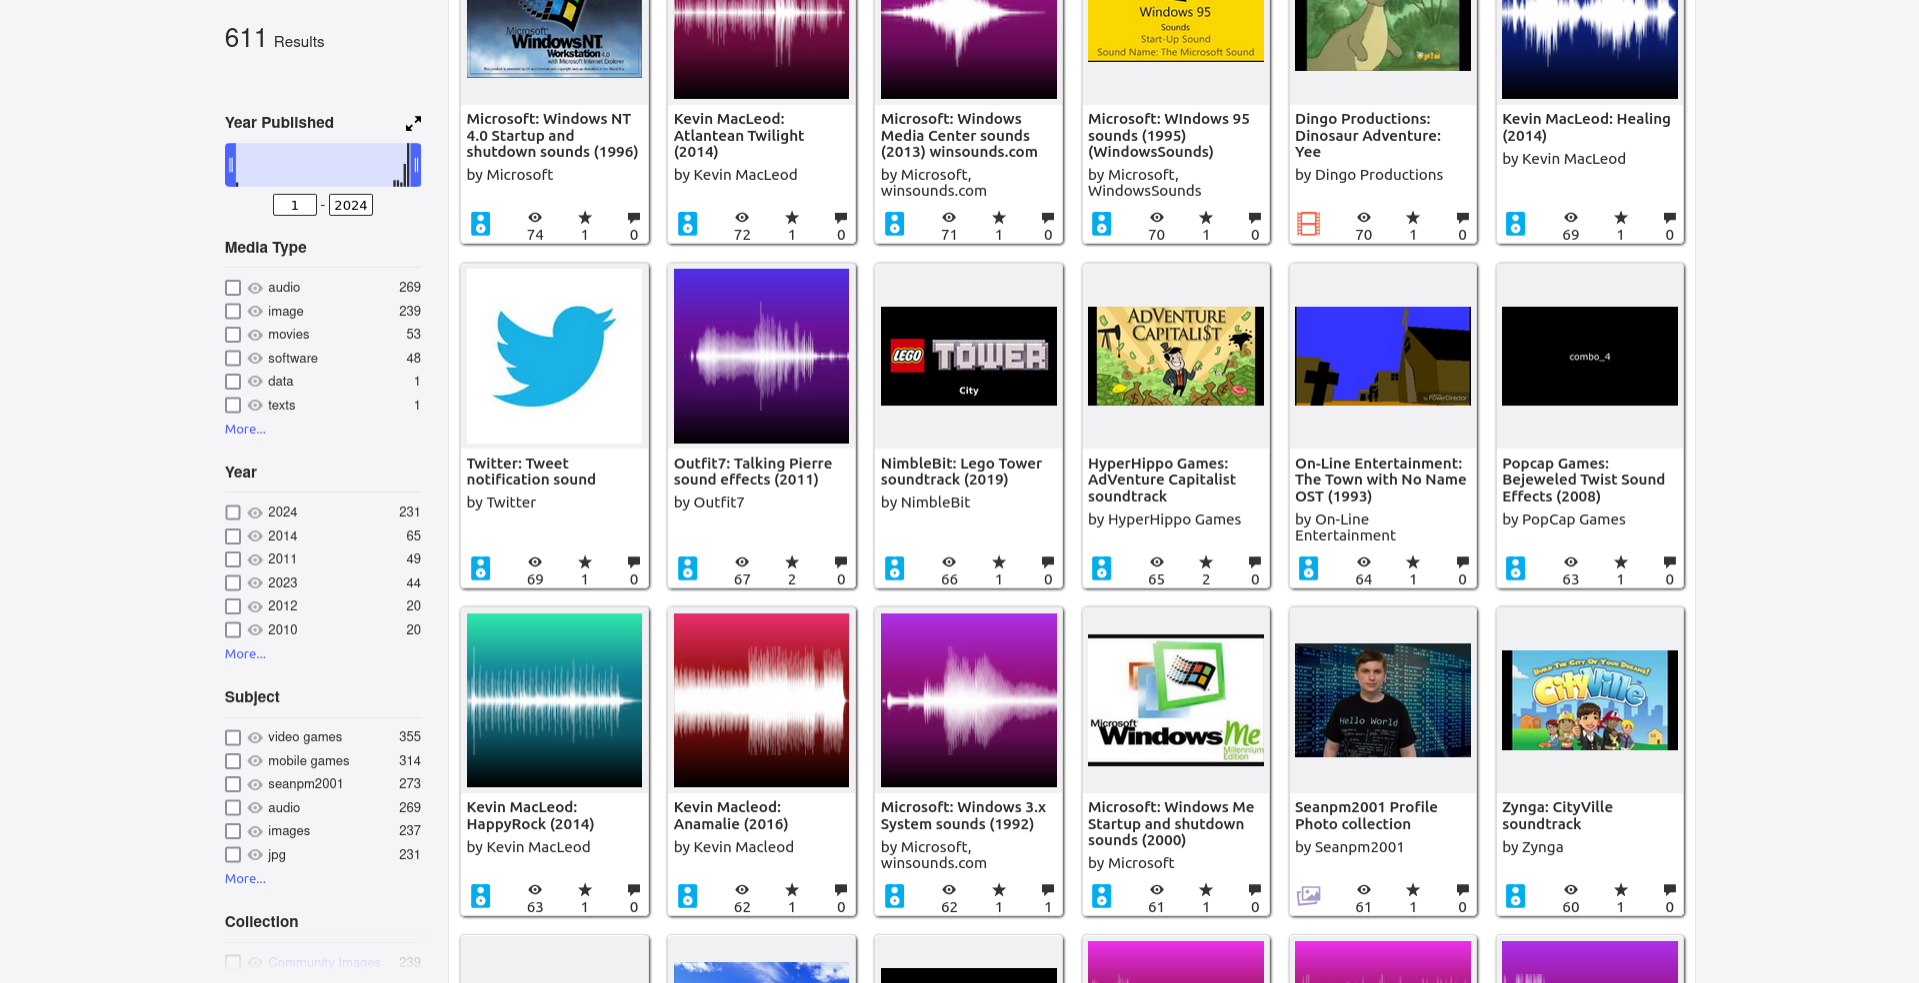 611 Results
Year Published
1 - 2024
Media Type
audio 269
image 239
movies 53
software 48
data 1
texts 1
More...
Year
2024 231
2014 65
2011 49
2023 44
2012 20
2010 20
More...
Subject
video games 355
mobile games 314
seanpm2001 273
audio 269
images 237
jpg 231
More...
Collection
Community Images 239
Microsoft
WindowsNT
Workstation 4.0
with Microsoft Internet Explorer
Microsoft: Windows NT
4.0 Startup and
shutdown sounds (1996)
by Microsoft
74 1 0
Kevin MacLeod:
Atlantean Twilight
(2014)
by Kevin MacLeod
72 1 0
Microsoft: Windows
Media Center sounds
(2013) winsounds.com
by Microsoft,
winsounds.com
71 1 0
Windows 95
Sounds
Start-Up Sound
Sound Name: The Microsoft Sound
Microsoft: WIndows 95
sounds (1995)
(WindowsSounds)
by Microsoft,
WindowsSounds
70 1 0
Dingo Productions:
Dinosaur Adventure:
Yee
by Dingo Productions
70 1 0
Kevin MacLeod: Healing
(2014)
by Kevin MacLeod
69 1 0
Twitter: Tweet
notification sound
by Twitter
69 1 0
Outfit7: Talking Pierre
sound effects (2011)
by Outfit7
67 2 0
LEGO TOWER
City
NimbleBit: Lego Tower
soundtrack (2019)
by NimbleBit
66 1 0
ADVENTURE
CAPITALI$T
HyperHippo Games:
AdVenture Capitalist
soundtrack
by HyperHippo Games
65 2 0
by PowerDirector
On-Line Entertainment:
The Town with No Name
OST (1993)
by On-Line
Entertainment
64 1 0
combo_4
Popcap Games:
Bejeweled Twist Sound
Effects (2008)
by PopCap Games
63 1 0
Kevin MacLeod:
HappyRock (2014)
by Kevin MacLeod
63 1 0
Kevin Macleod:
Anamalie (2016)
by Kevin Macleod
62 1 0
Microsoft: Windows 3.x
System sounds (1992)
by Microsoft,
winsounds.com
62 1 1
Microsoft
Windows Me
Millennium
Edition
Microsoft: Windows Me
Startup and shutdown
sounds (2000)
by Microsoft
61 1 0
Hello World
Seanpm2001 Profile
Photo collection
by Seanpm2001
61 1 0
BUILD THE CITY OF YOUR DREAMS!
CityVille
Zynga: CityVille
soundtrack
by Zynga
60 1 0